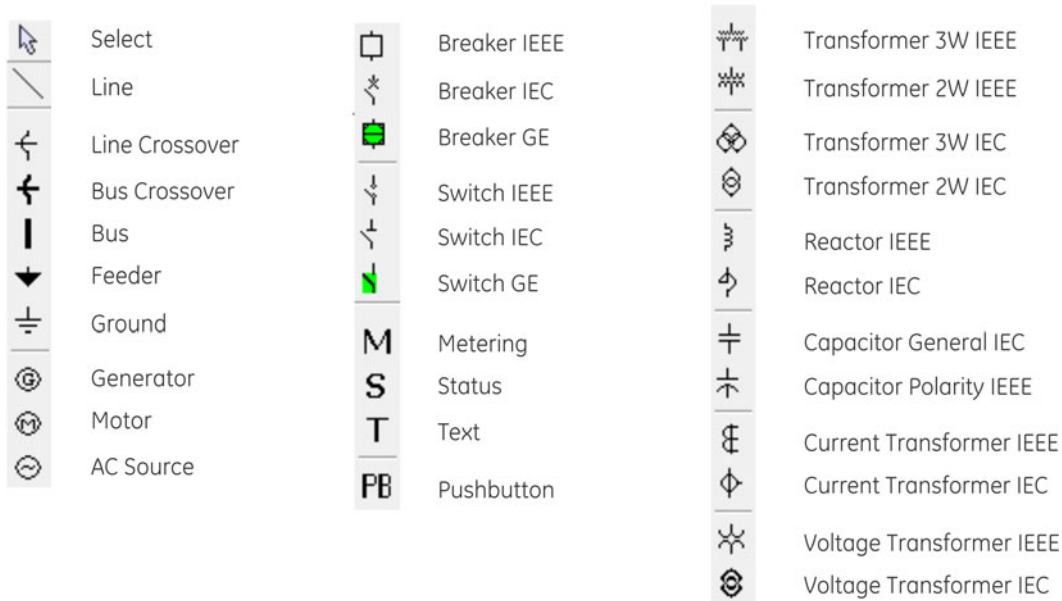 Select
Line
Line Crossover
Bus Crossover
Bus
Feeder
Ground
G Generator
M Motor
AC Source
Breaker IEEE
Breaker IEC
Breaker GE
Switch IEEE
Switch IEC
Switch GE
M Metering
S Status
T Text
PB Pushbutton
Transformer 3W IEEE
Transformer 2W IEEE
Transformer 3W IEC
Transformer 2W IEC
Reactor IEEE
Reactor IEC
Capacitor General IEC
Capacitor Polarity IEEE
Current Transformer IEEE
Current Transformer IEC
Voltage Transformer IEEE
Voltage Transformer IEC